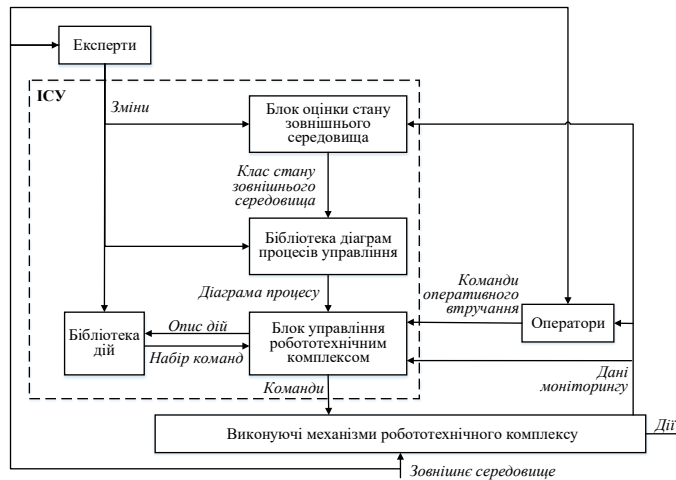 Експерти
ІСУ
Зміни
Блок оцінки стану
зовнішнього
середовища
Клас стану
зовнішнього
середовища
Бібліотека діаграм
процесів управління
Діаграма процесу
Команди
оперативного
втручання
Бібліотека
дій
Опис дій
Набір команд
Блок управління
робототехнічним
комплексом
Оператори
Команди
Дані
моніторингу
Виконуючі механізми робототехнічного комплексу
Дії
Зовнішнє середовище